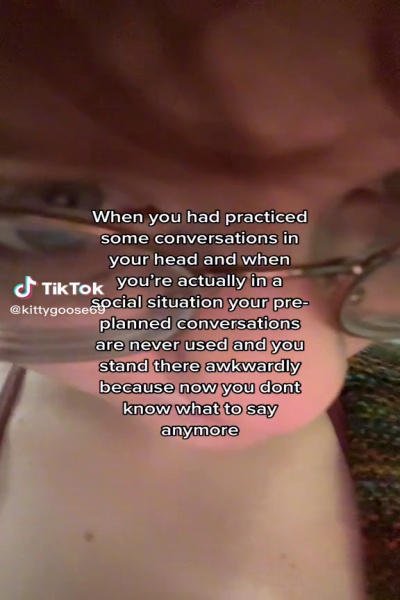 When you had practiced
some conversations in
your head and when
you're actually in a
social situation your pre-
planned conversations
are never used and you
stand there awkwardly
because now you dont
know what to say
anymore
TikTok
@kittygoose69